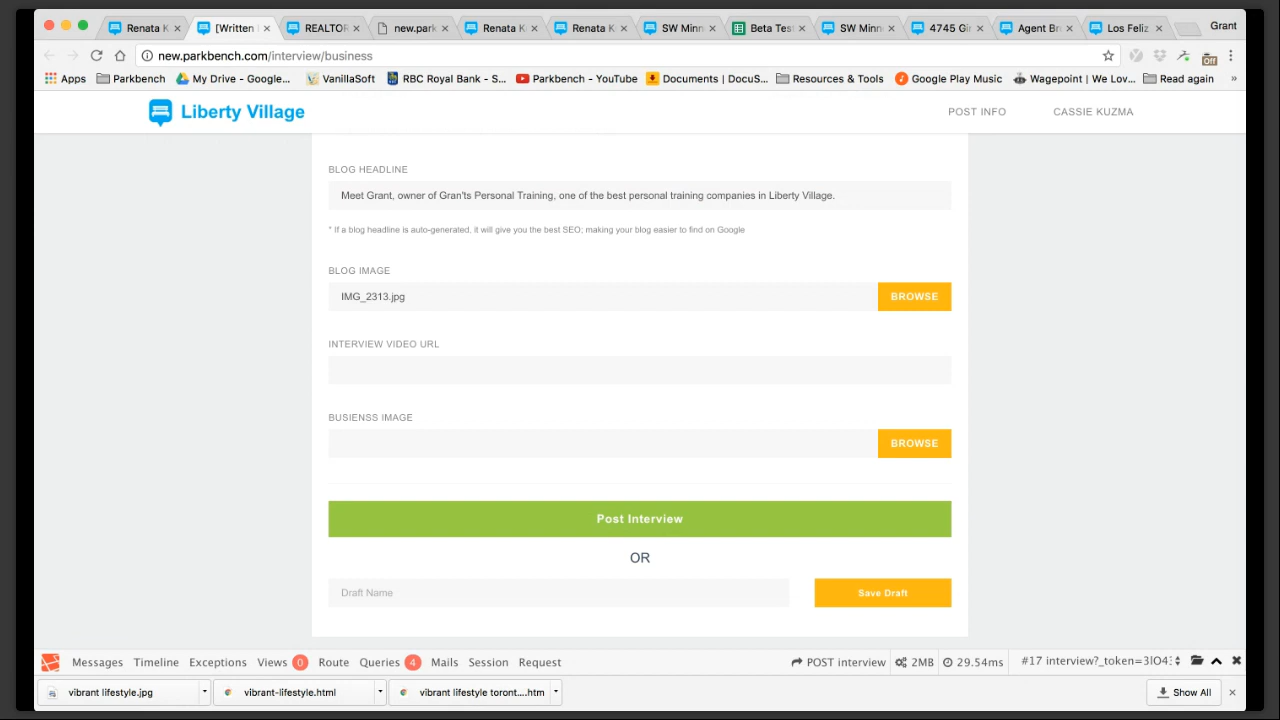 Renata K
[Written
REALTOF
new.park
Renata K
Renata K
SW Minn
Beta Test
SW Minn
4745 Gir
Agent Br
Los Feliz
Grant
new.parkbench.com/interview/business
Off
Apps
Parkbench
My Drive - Google...
VanillaSoft
RBC Royal Bank - S...
Parkbench - YouTube
Documents | DocuS...
Resources & Tools
Google Play Music
Wagepoint | We Lov...
Read again
»
Liberty Village
POST INFO
CASSIE KUZMA
BLOG HEADLINE
Meet Grant, owner of Gran'ts Personal Training, one of the best personal training companies in Liberty Village.
* If a blog headline is auto-generated, it will give you the best SEO; making your blog easier to find on Google
BLOG IMAGE
IMG_2313.jpg
BROWSE
INTERVIEW VIDEO URL
BUSIENSS IMAGE
BROWSE
Post Interview
OR
Draft Name
Save Draft
Messages
Timeline
Exceptions
Views 0
Route
Queries 4
Mails
Session
Request
POST interview
2MB
29.54ms
#17 interview?_token=3lO4
vibrant lifestyle.jpg
vibrant-lifestyle.html
vibrant lifestyle toront....htm
Show All